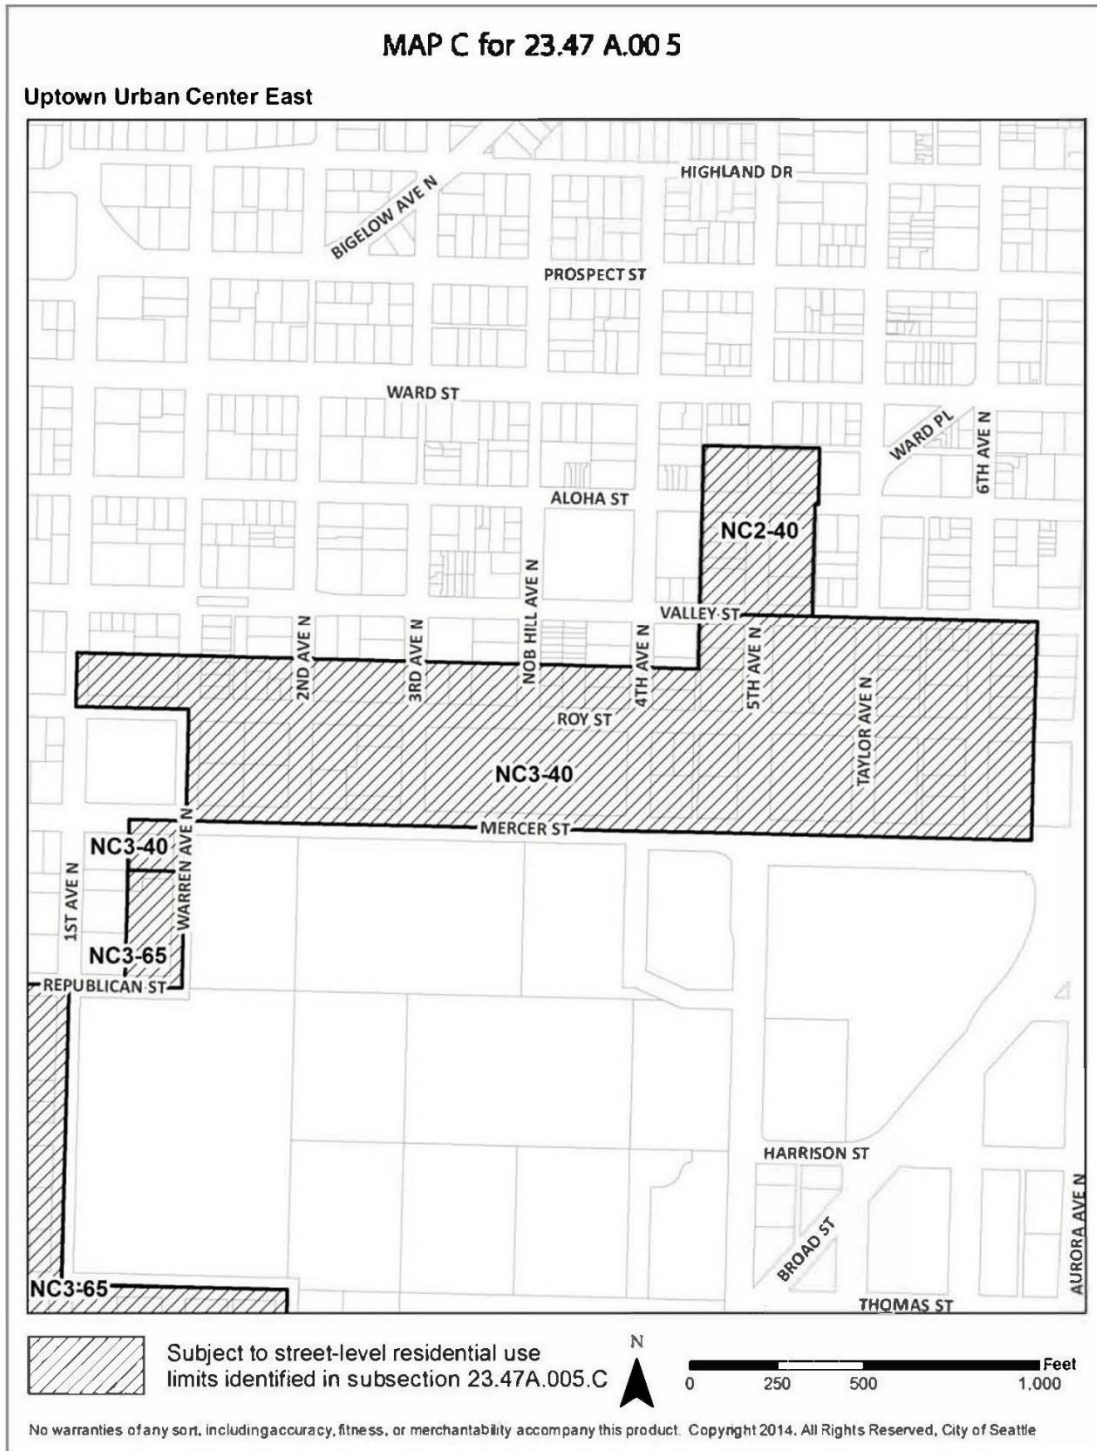 MAP C for 23.47 A.00 5
Uptown Urban Center East
HIGHLAND DR
BIGELOW AVE N
PROSPECT ST
WARD ST
WARD PL
6TH AVE N
ALOHA ST
NC2-40
NOB HILL AVE N
VALLEY ST
2ND AVE N
3RD AVE N
4TH AVE N
5TH AVE N
TAYLOR AVE N
ROY ST
NC3-40
MERCER ST
NC3-40
WARREN AVE N
1ST AVE N
NC3-65
REPUBLICAN ST
HARRISON ST
BROAD ST
AURORA AVE N
NC3-65
THOMAS ST
Subject to street-level residential use
limits identified in subsection 23.47A.005.C
N
Feet
0 250 500 1.000
No warranties of any sort, including accuracy, fitness, or merchantability accompany this product. Copyright 2014. All Rights Reserved, City of Seattle